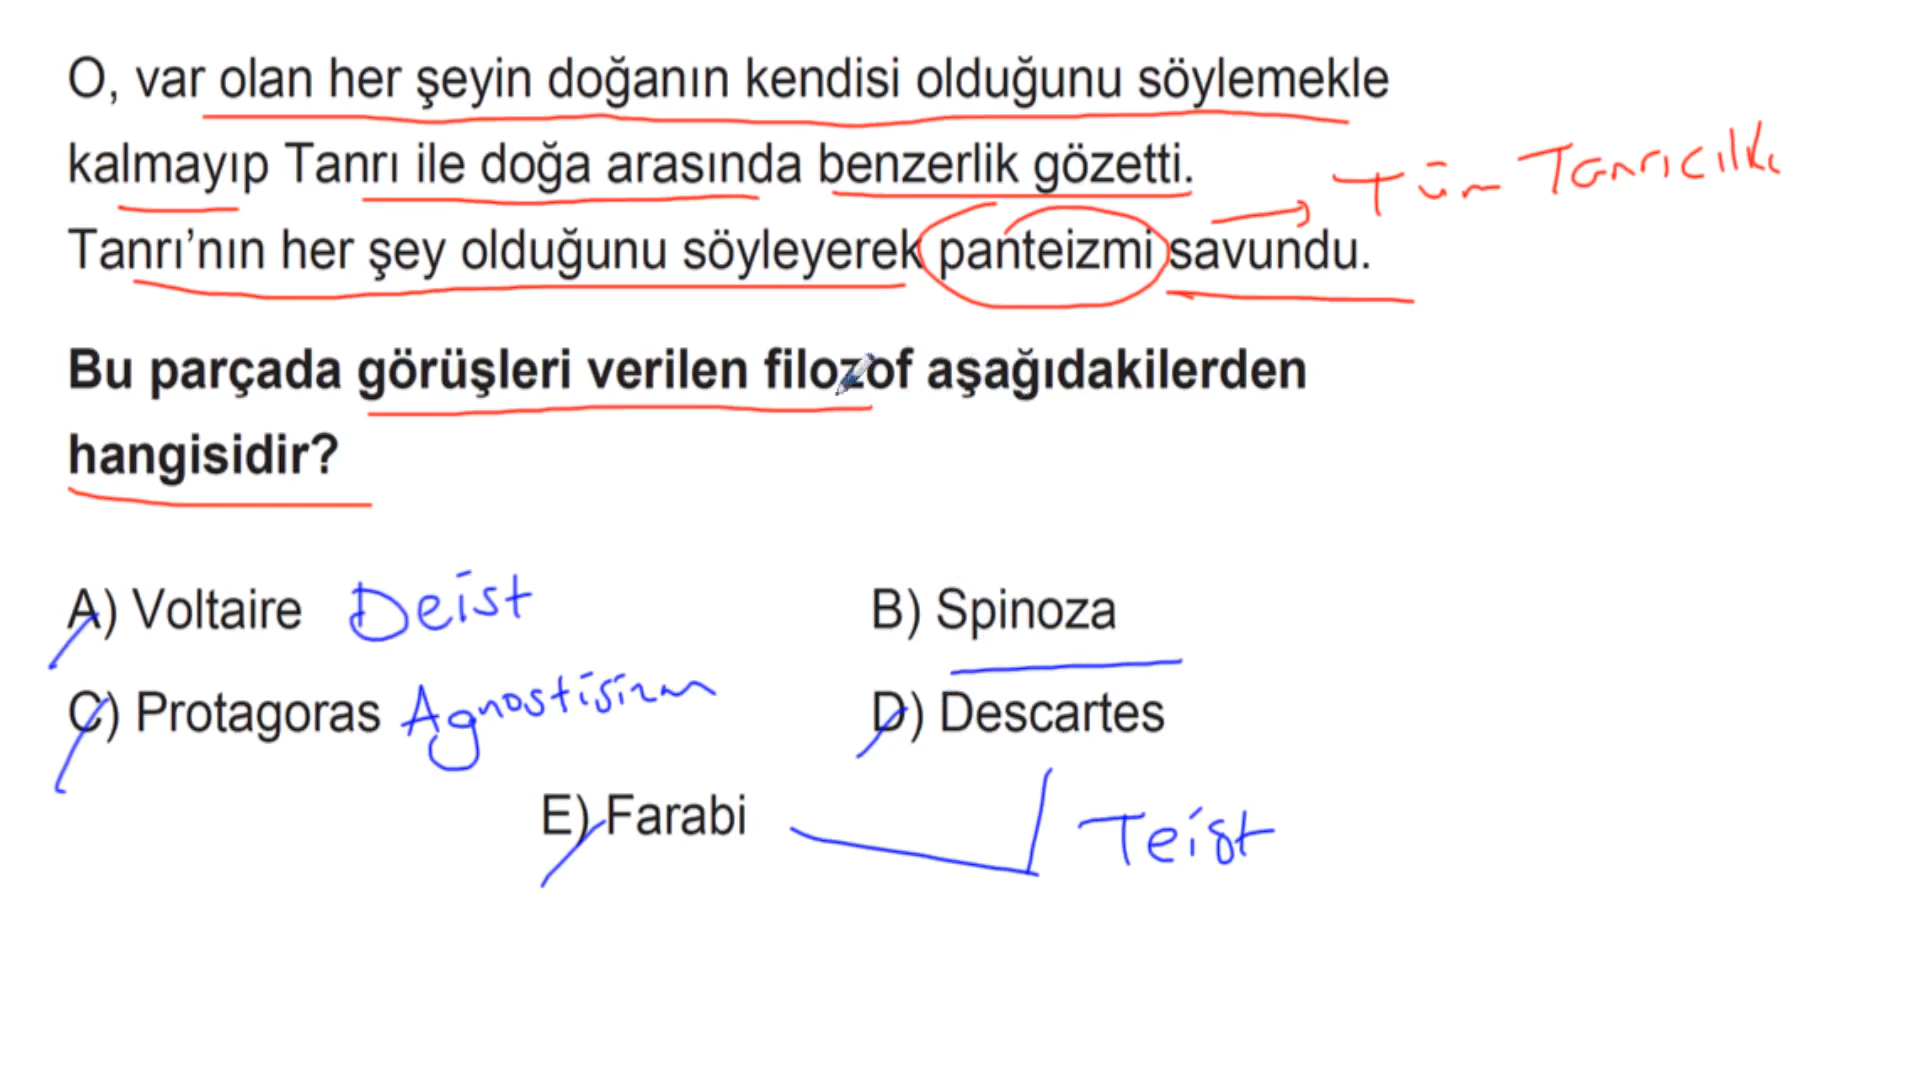 O, var olan her şeyin doğanın kendisi olduğunu söylemekle
kalmayıp Tanrı ile doğa arasında benzerlik gözetti.
Tüm Tanrıcılık
Tanrı’nın her şey olduğunu söyleyerek panteizmi savundu.
Bu parçada görüşleri verilen filozof aşağıdakilerden
hangisidir?
A) Voltaire Deist
B) Spinoza
C) Protagoras Agnostisizm
D) Descartes
E) Farabi Teist